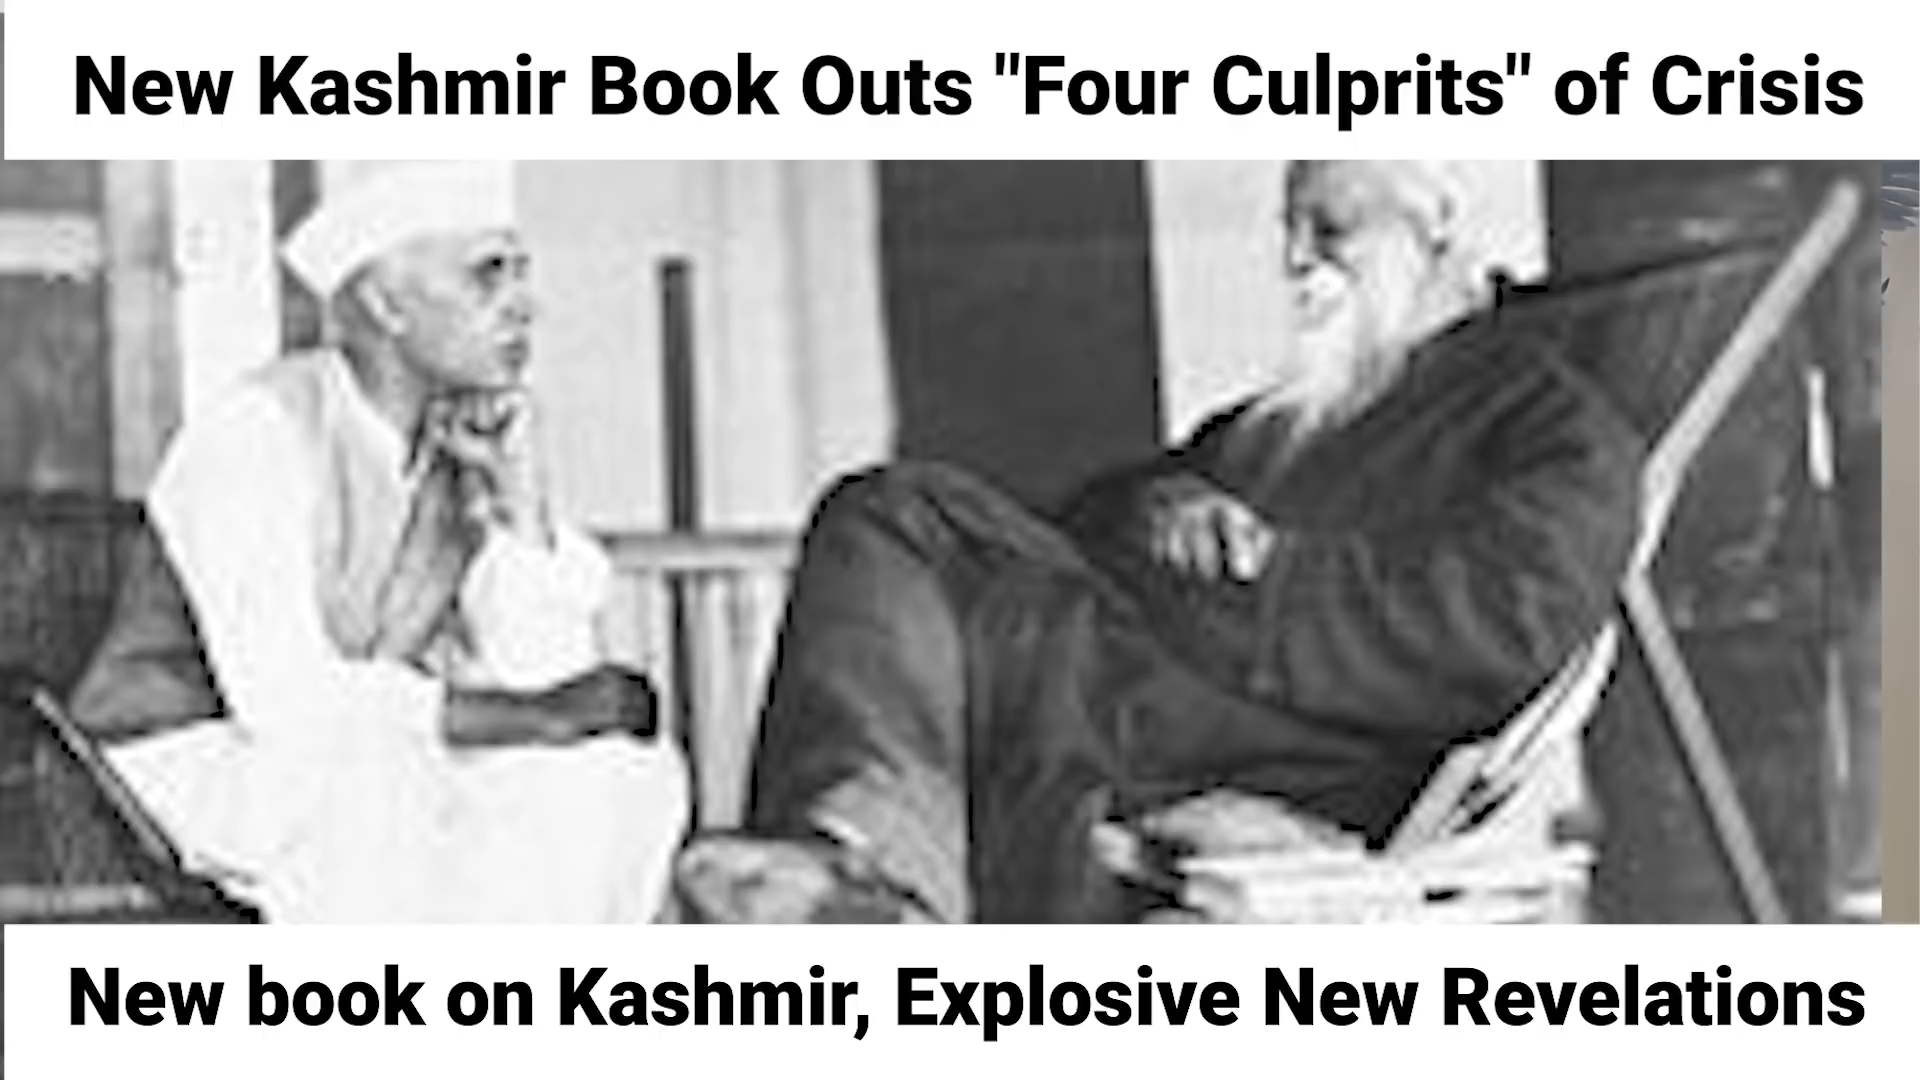 New Kashmir Book Outs "Four Culprits" of Crisis
New book on Kashmir, Explosive New Revelations